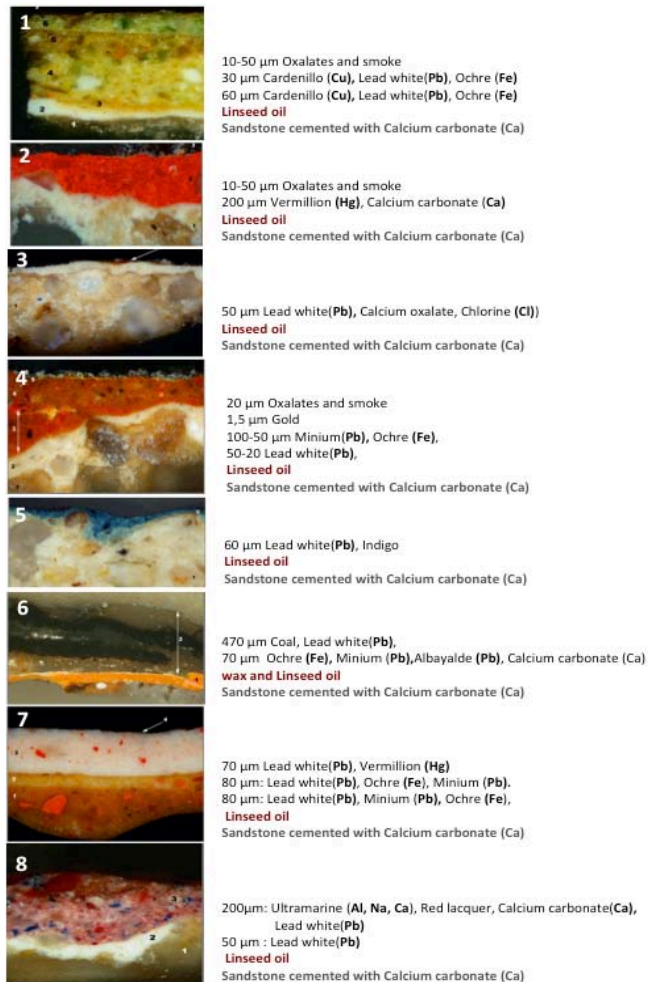 1
10-50 µm Oxalates and smoke
30 µm Cardenillo (Cu), Lead white(Pb), Ochre (Fe)
60 µm Cardenillo (Cu), Lead white(Pb), Ochre (Fe)
Linseed oil
Sandstone cemented with Calcium carbonate (Ca)
2
10-50 µm Oxalates and smoke
200 µm Vermillion (Hg), Calcium carbonate (Ca)
Linseed oil
Sandstone cemented with Calcium carbonate (Ca)
3
50 µm Lead white(Pb), Calcium oxalate, Chlorine (Cl))
Linseed oil
Sandstone cemented with Calcium carbonate (Ca)
4
20 µm Oxalates and smoke
1,5 µm Gold
100-50 µm Minium(Pb), Ochre (Fe),
50-20 Lead white(Pb),
Linseed oil
Sandstone cemented with Calcium carbonate (Ca)
5
60 µm Lead white(Pb), Indigo
Linseed oil
Sandstone cemented with Calcium carbonate (Ca)
6
470 µm Coal, Lead white(Pb),
70 µm Ochre (Fe), Minium (Pb),Albayalde (Pb), Calcium carbonate (Ca)
wax and Linseed oil
Sandstone cemented with Calcium carbonate (Ca)
7
70 µm Lead white(Pb), Vermillion (Hg)
80 µm: Lead white(Pb), Ochre (Fe), Minium (Pb).
80 µm: Lead white(Pb), Minium (Pb), Ochre (Fe),
Linseed oil
Sandstone cemented with Calcium carbonate (Ca)
8
200µm: Ultramarine (Al, Na, Ca), Red lacquer, Calcium carbonate(Ca),
Lead white(Pb)
50 µm : Lead white(Pb)
Linseed oil
Sandstone cemented with Calcium carbonate (Ca)